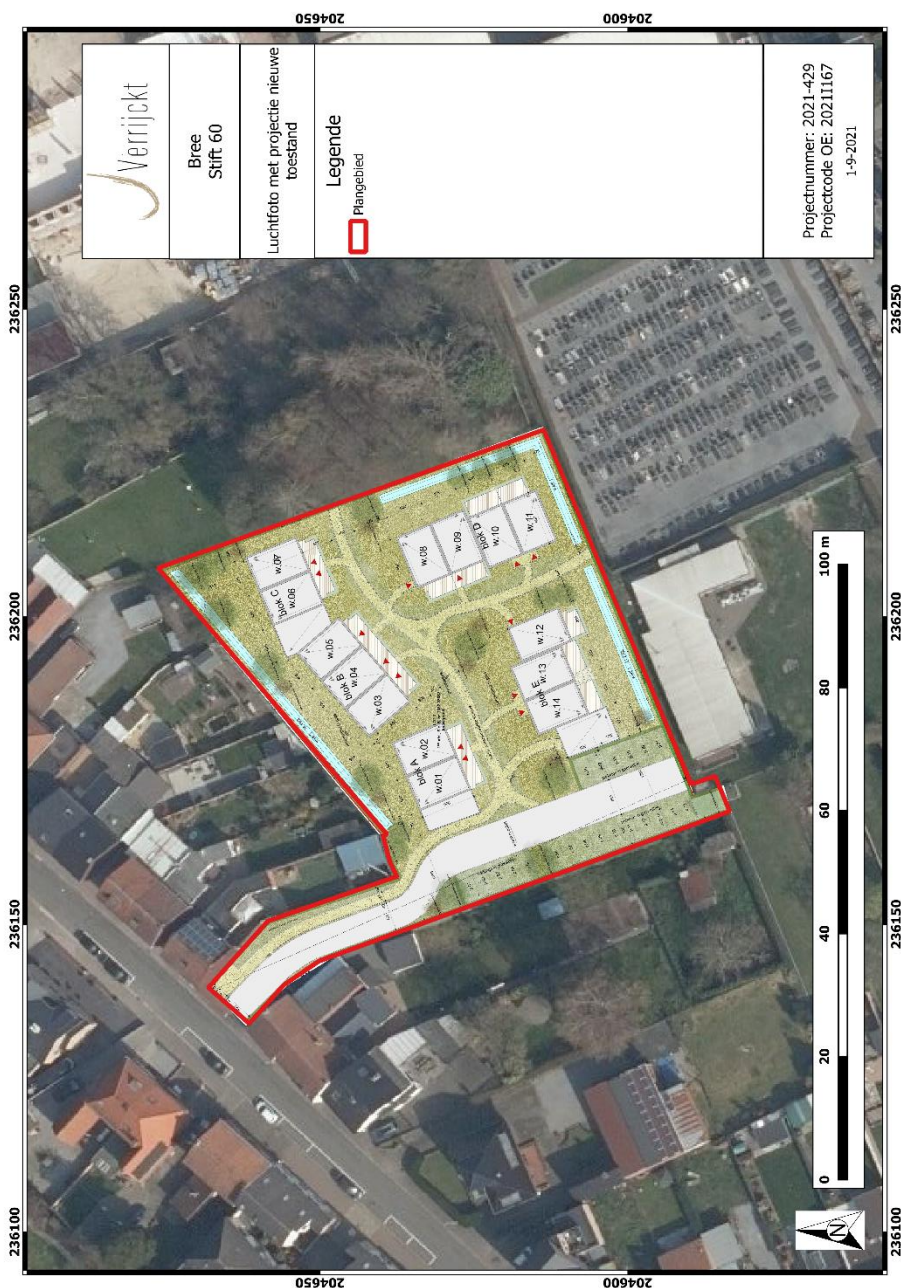 Verrijckt
Bree
Stift 60
Luchtfoto met projectie nieuwe
toestand
Legende
Plangebied
Projectnummer: 2021-429
Projectcode OE: 2021I167
1-9-2021
236100
236150
236200
236250
236100
236150
236200
236250
204650
204600
204650
204600
blok A
w.01
w.02
blok B
w.03
w.04
w.05
blok C
w.06
w.07
blok D
w.08
w.09
w.10
w.11
blok E
w.12
w.13
w.14
N
0
20
40
60
80
100 m